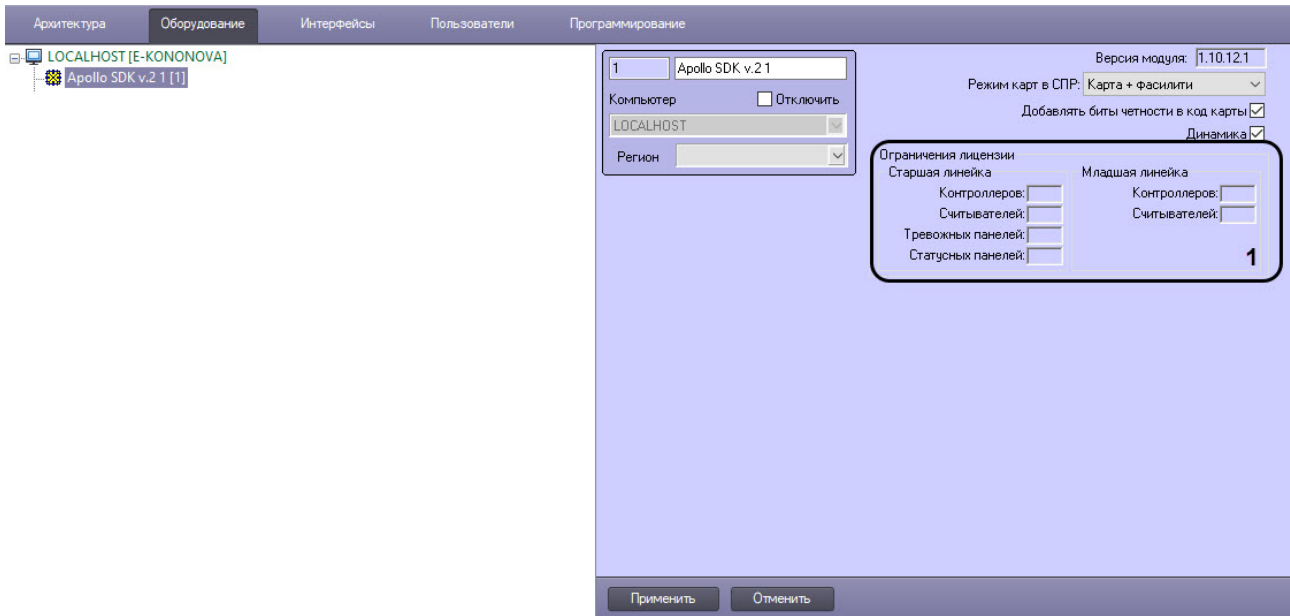 Архитектура Оборудование Интерфейсы Пользователи Программирование
LOCALHOST [E-KONONOVA]
Apollo SDK v.2 1 [1]
1 Apollo SDK v.2 1
Компьютер Отключить
LOCALHOST
Регион
Версия модуля: 1.10.12.1
Режим карт в СПР: Карта + фасилити
Добавлять биты четности в код карты
Динамика
Ограничения лицензии
Старшая линейка Младшая линейка
Контроллеров: Контроллеров:
Считывателей: Считывателей:
Тревожных панелей:
Статусных панелей:
1
Применить Отменить